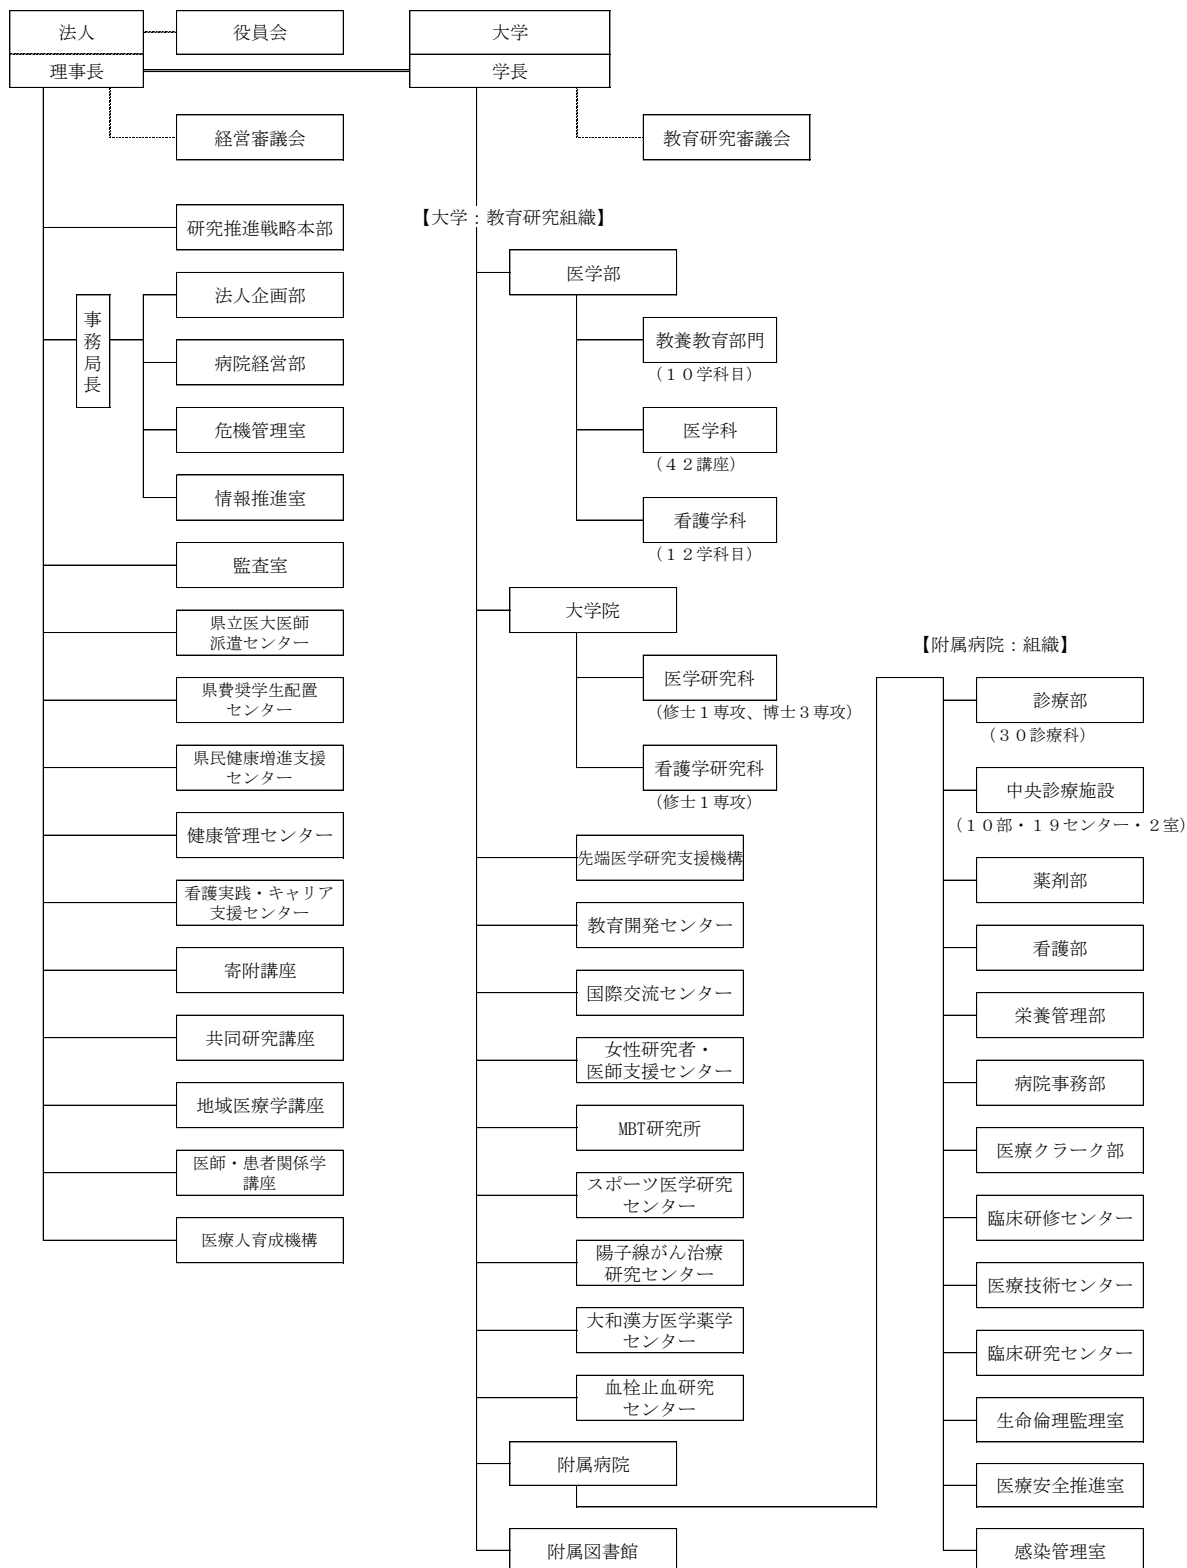 法人
役員会
理事長
経営審議会
研究推進戦略本部
事務局長
法人企画部
病院経営部
危機管理室
情報推進室
監査室
県立医大医師
派遣センター
県費奨学生配置
センター
県民健康増進支援
センター
健康管理センター
看護実践・キャリア
支援センター
寄附講座
共同研究講座
地域医療学講座
医師・患者関係学
講座
医療人育成機構
大学
学長
教育研究審議会
【大学：教育研究組織】
医学部
教養教育部門
（１０学科目）
医学科
（４２講座）
看護学科
（１２学科目）
大学院
医学研究科
（修士１専攻、博士３専攻）
看護学研究科
（修士１専攻）
先端医学研究支援機構
教育開発センター
国際交流センター
女性研究者・
医師支援センター
MBT研究所
スポーツ医学研究
センター
陽子線がん治療
研究センター
大和漢方医学薬学
センター
血栓止血研究
センター
附属病院
附属図書館
【附属病院：組織】
診療部
（３０診療科）
中央診療施設
（１０部・１９センター・２室）
薬剤部
看護部
栄養管理部
病院事務部
医療クラーク部
臨床研修センター
医療技術センター
臨床研究センター
生命倫理監理室
医療安全推進室
感染管理室